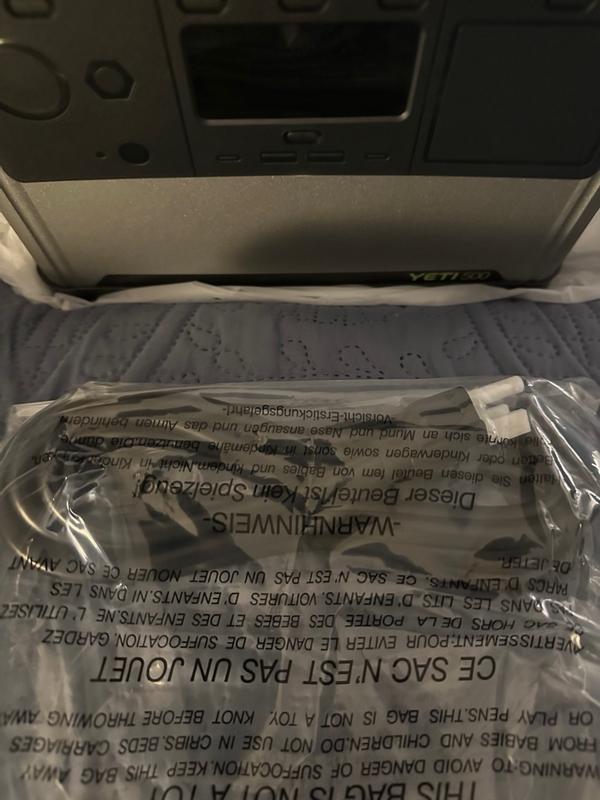 YETI 500
THIS BAG IS NOT A TOY
WARNING:TO AVOID DANGER OF SUFFOCATION.KEEP THIS BAG AWAY
FROM BABIES AND CHILDREN.DO NOT USE IN CRIBS.BEDS CARRIAGES
OR PLAY PENS.THIS BAG IS NOT A TOY. KNOT BEFORE THROWING AWAY
CE SAC N'EST PAS UN JOUET
AVERTISSEMENT:POUR EVITER LE DANGER DE SUFFOCATION. GARDEZ
CE SAC HORS DE LA PORTEE DES BEBES ET DES ENFANTS.NE L' UTILISEZ
PAS DANS LES LITS D'ENFANTS.VOITURES D'ENFANTS.NI DANS LES
PARCS D'ENFANTS. CE SAC N'EST PAS UN JOUET NOUER CE SAC AVANT
DE JETER.
-WARNHINWEIS-
Dieser Beutel ist Kein Spielzeug!
halten Sie diesen Beutel fern von Babies und Kindern.Nicht in Kinder
Betten oder Kinderwagen sowie sonst in Kindernähe benutzen.Die dünne
Folie könnte sich an Mund und Nase ansaugen und das Atmen behindern
-Vorsicht-Erstickungsgefahr!-